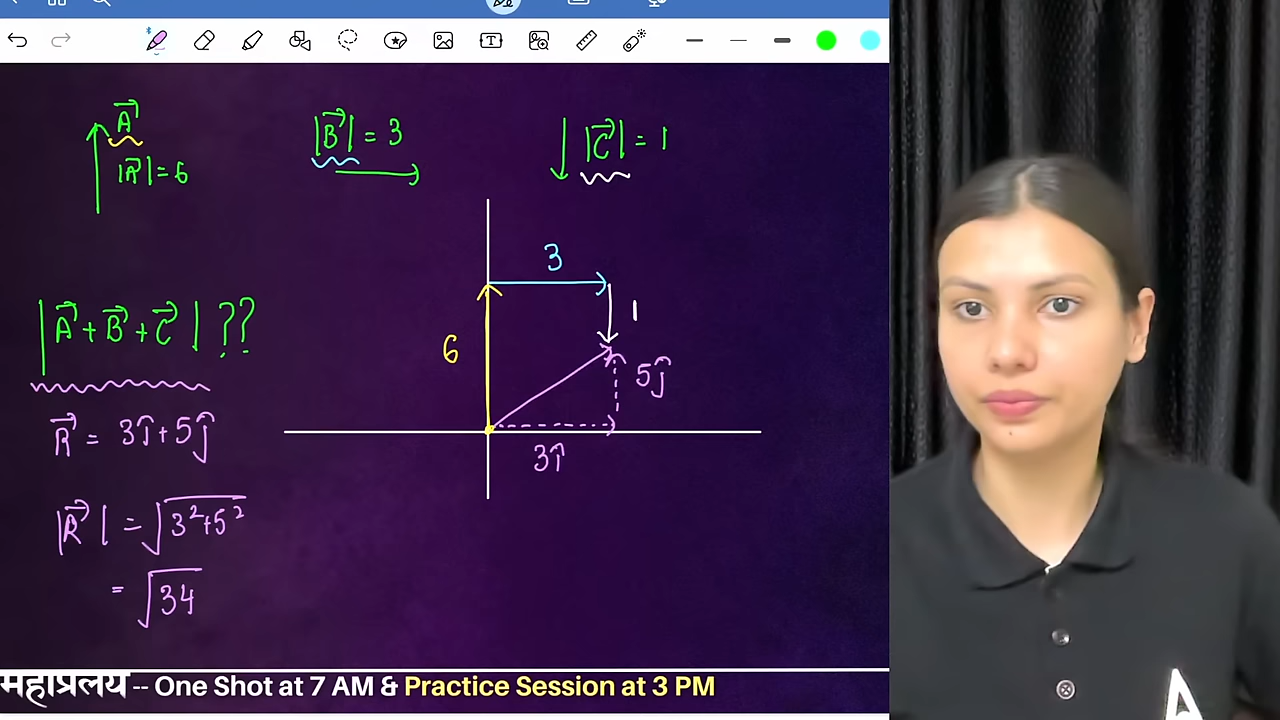 A⃗
|A⃗| = 6
|B⃗| = 3
|C⃗| = 1
3
1
6
5ĵ
3î
|A⃗ + B⃗ + C⃗| ??
R⃗ = 3î + 5ĵ
|R⃗| = √3²+5²
= √34
महाप्रलय -- One Shot at 7 AM & Practice Session at 3 PM